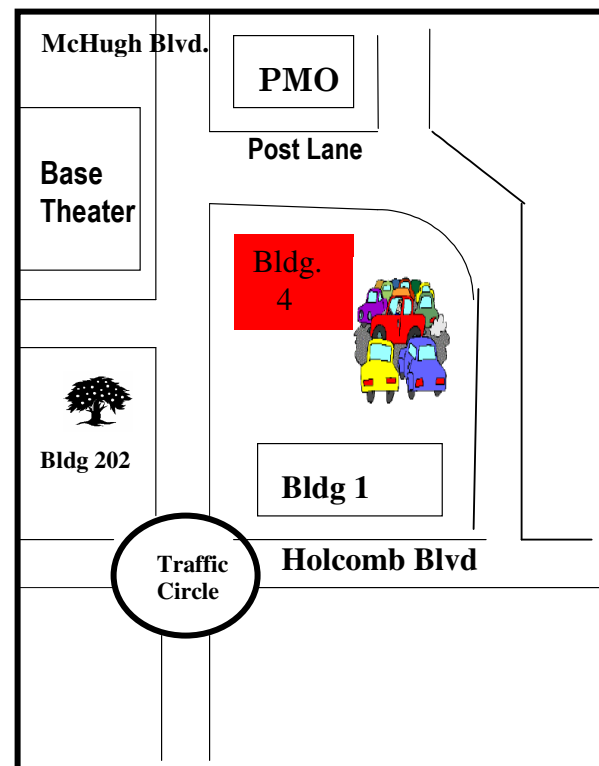 McHugh Blvd.
PMO
Post Lane
Base
Theater
Bldg.
4
Bldg 202
Bldg 1
Traffic
Circle
Holcomb Blvd